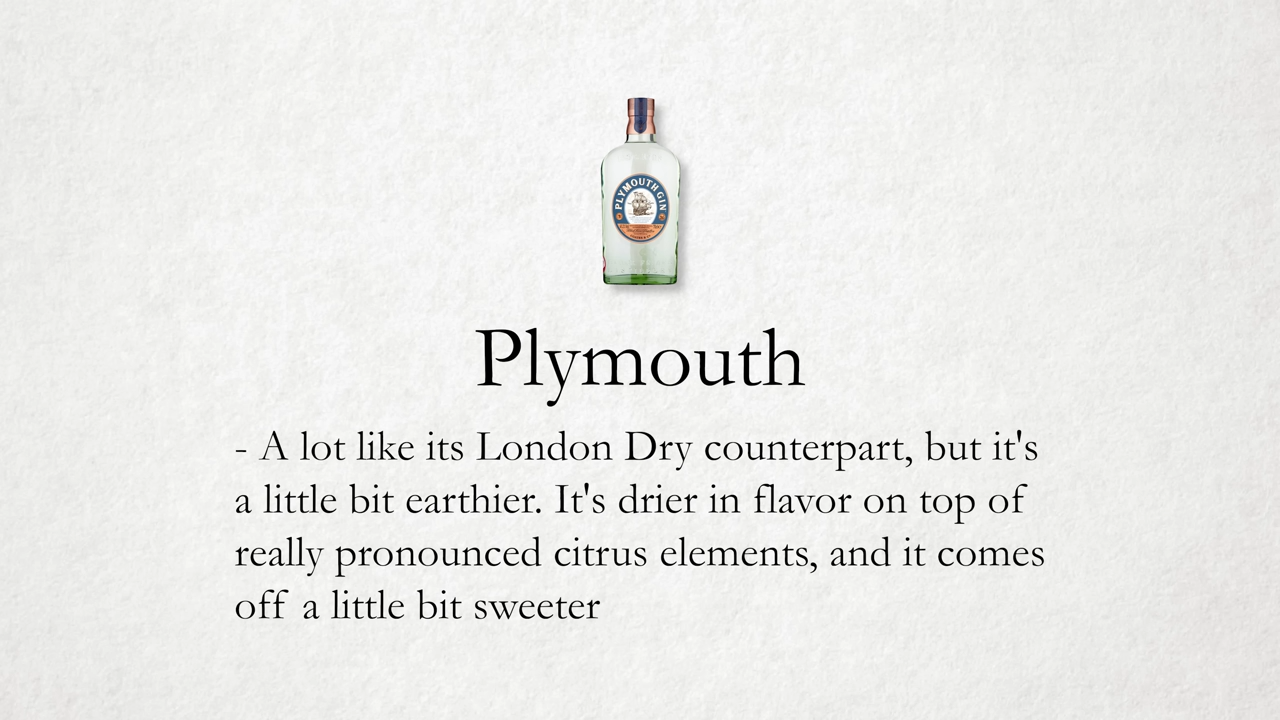 PLYMOUTH GIN
Plymouth
- A lot like its London Dry counterpart, but it's
a little bit earthier. It's drier in flavor on top of
really pronounced citrus elements, and it comes
off a little bit sweeter